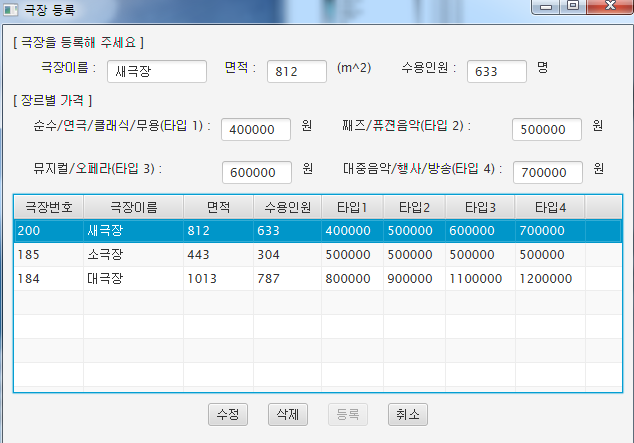 극장 등록
[ 극장을 등록해 주세요 ]
극장이름 : 새극장 면적 : 812 (m^2) 수용인원 : 633 명
[ 장르별 가격 ]
순수/연극/클래식/무용(타입 1) : 400000 원 째즈/퓨젼음악(타입 2) : 500000 원
뮤지컬/오페라(타입 3) : 600000 원 대중음악/행사/방송(타입 4) : 700000 원
극장번호 극장이름 면적 수용인원 타입1 타입2 타입3 타입4
200 새극장 812 633 400000 500000 600000 700000
185 소극장 443 304 500000 500000 500000 500000
184 대극장 1013 787 800000 900000 1100000 1200000
수정 삭제 등록 취소